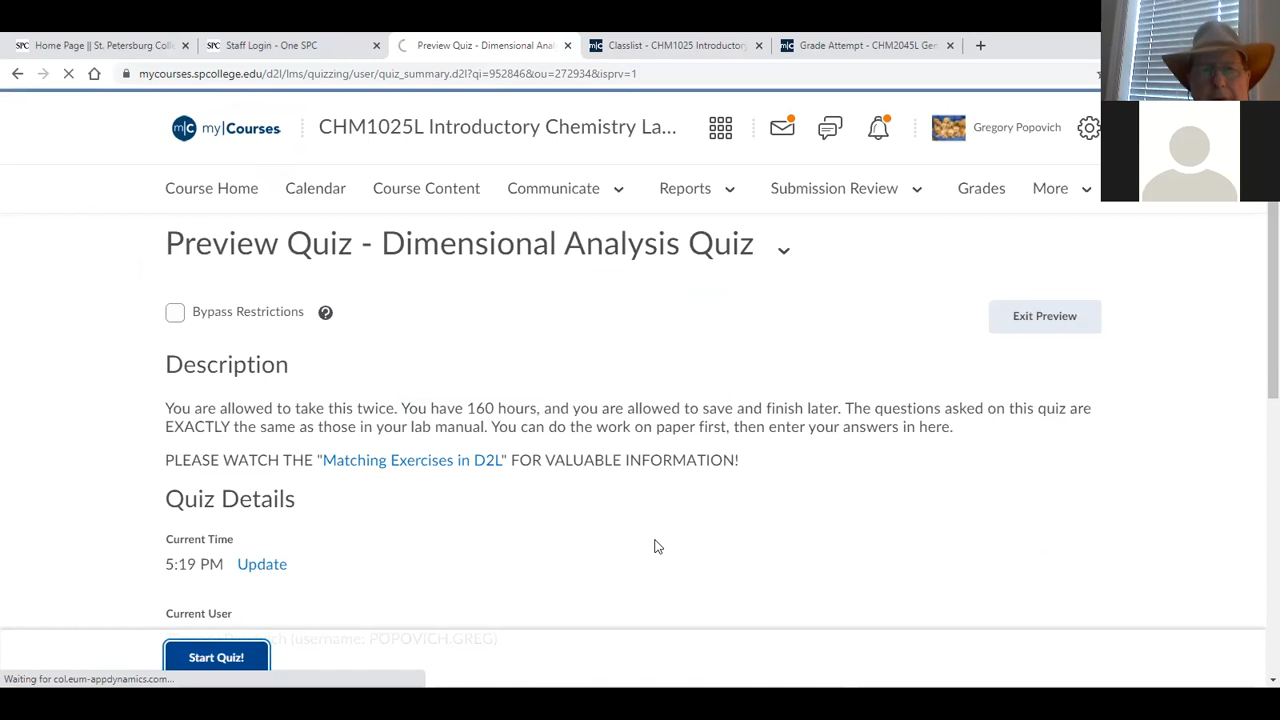 SPC Home Page || St. Petersburg Coll
SPC Staff Login - One SPC
Preview Quiz - Dimensional Anal
Classlist - CHM1025 Introductory
Grade Attempt - CHM2045L Gen
mycourses.spcollege.edu/d2l/lms/quizzing/user/quiz_summary.d2l?qi=952846&ou=272934&isprv=1
m|C my|Courses
CHM1025L Introductory Chemistry La...
Gregory Popovich
Course Home Calendar Course Content Communicate Reports Submission Review Grades More
Preview Quiz - Dimensional Analysis Quiz
Bypass Restrictions
Exit Preview
Description
You are allowed to take this twice. You have 160 hours, and you are allowed to save and finish later. The questions asked on this quiz are
EXACTLY the same as those in your lab manual. You can do the work on paper first, then enter your answers in here.
PLEASE WATCH THE "Matching Exercises in D2L" FOR VALUABLE INFORMATION!
Quiz Details
Current Time
5:19 PM Update
Current User
(username: POPOVICH.GREG)
Start Quiz!
Waiting for col.eum-appdynamics.com...